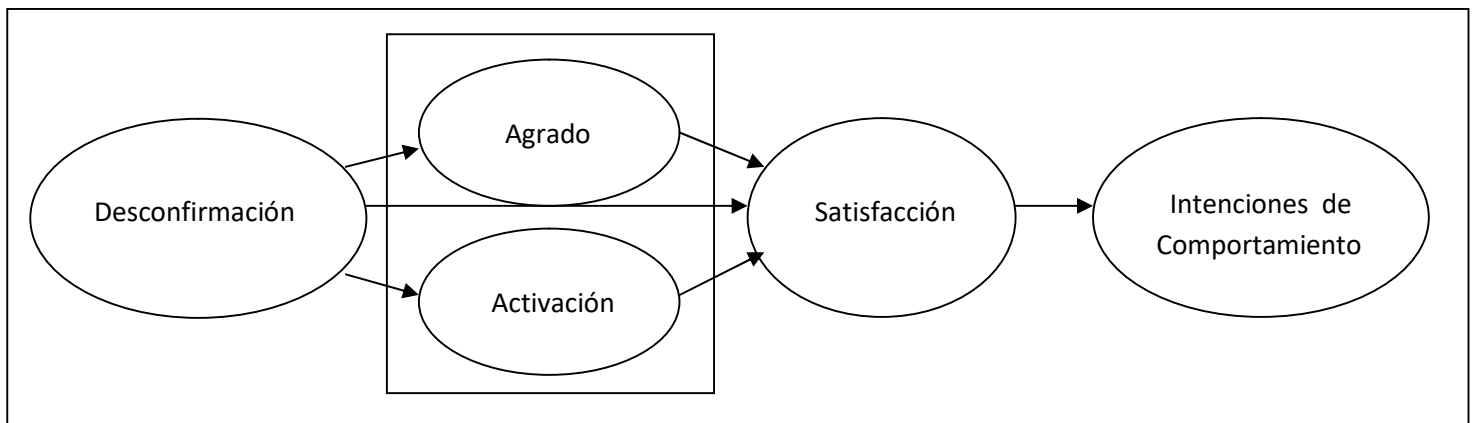 Agrado
Desconfirmación
Satisfacción
Intenciones de
Comportamiento
Activación